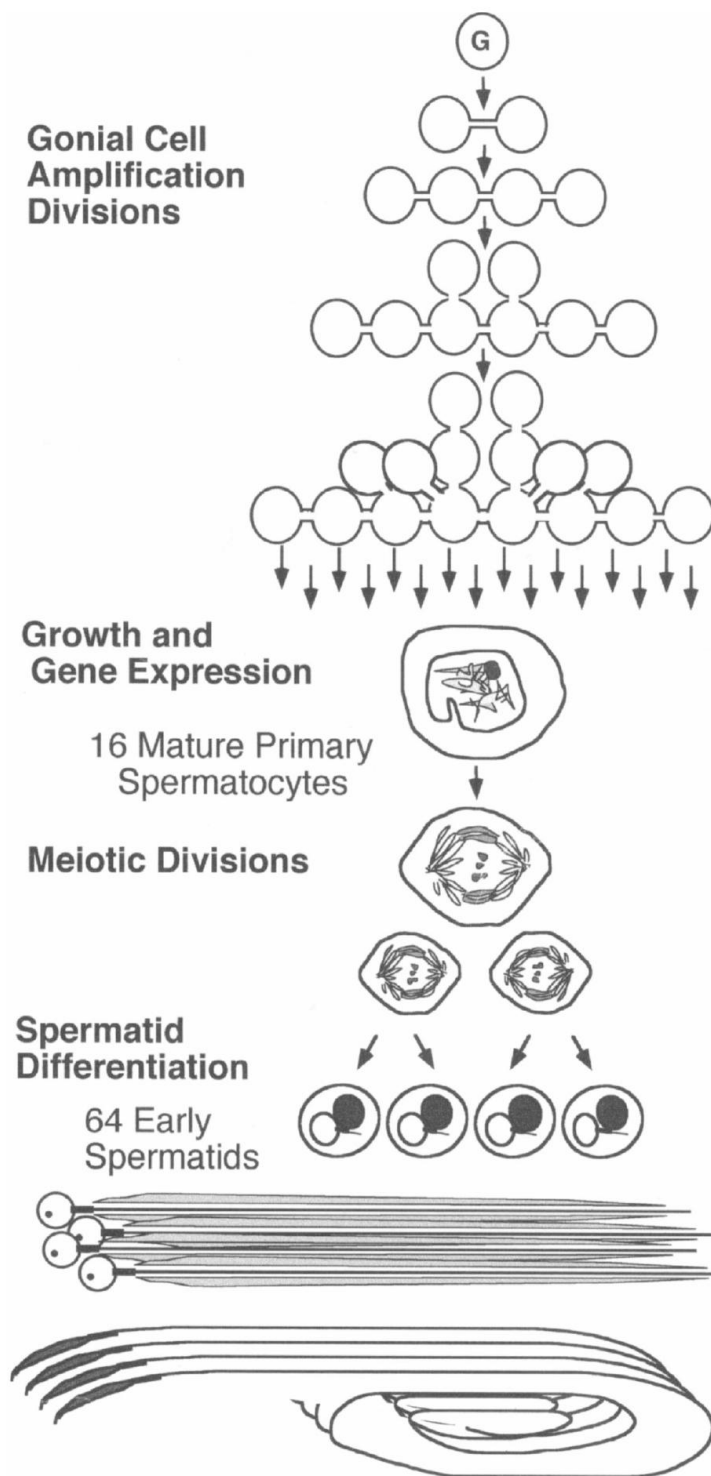 G
Gonial Cell
Amplification
Divisions
Growth and
Gene Expression
16 Mature Primary
Spermatocytes
Meiotic Divisions
Spermatid
Differentiation
64 Early
Spermatids